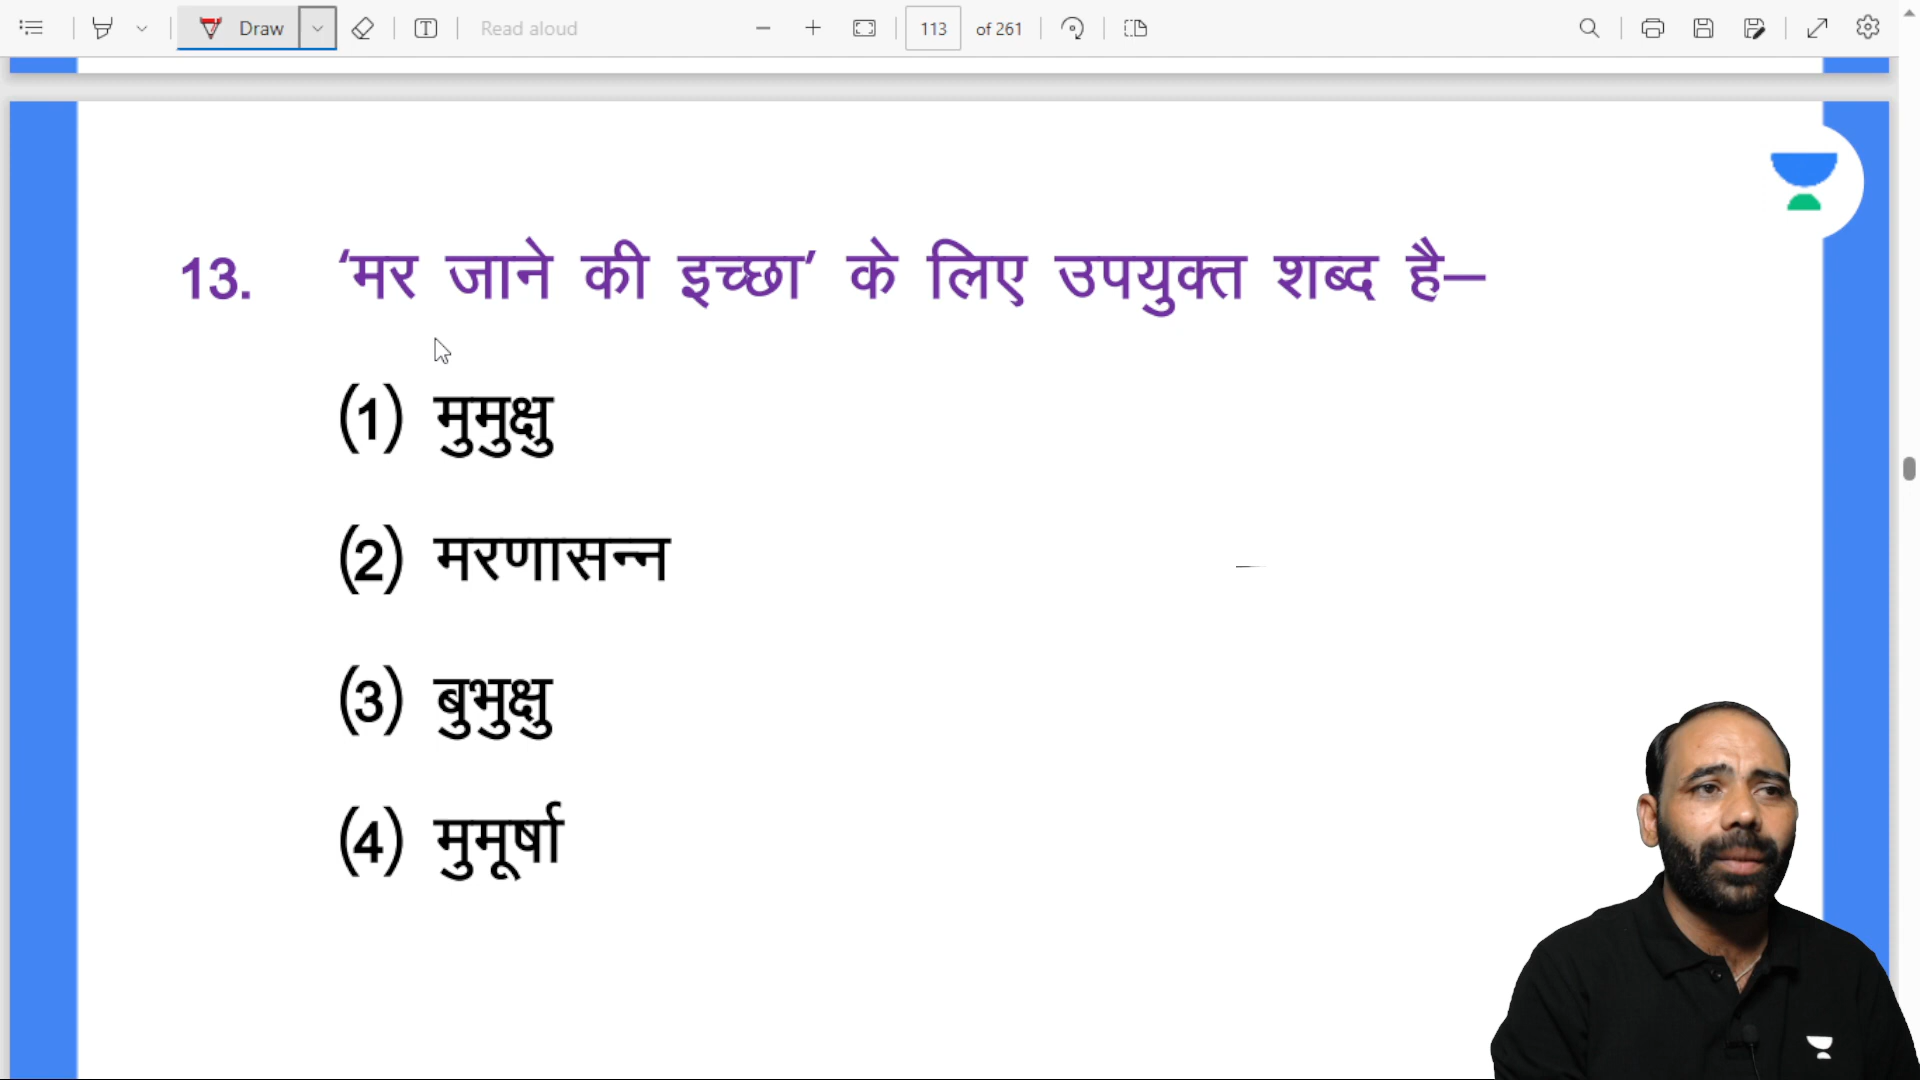 Draw
Read aloud
113 of 261
13. ‘मर जाने की इच्छा’ के लिए उपयुक्त शब्द है–
(1) मुमुक्षु
(2) मरणासन्न
(3) बुभुक्षु
(4) मुमूर्षा